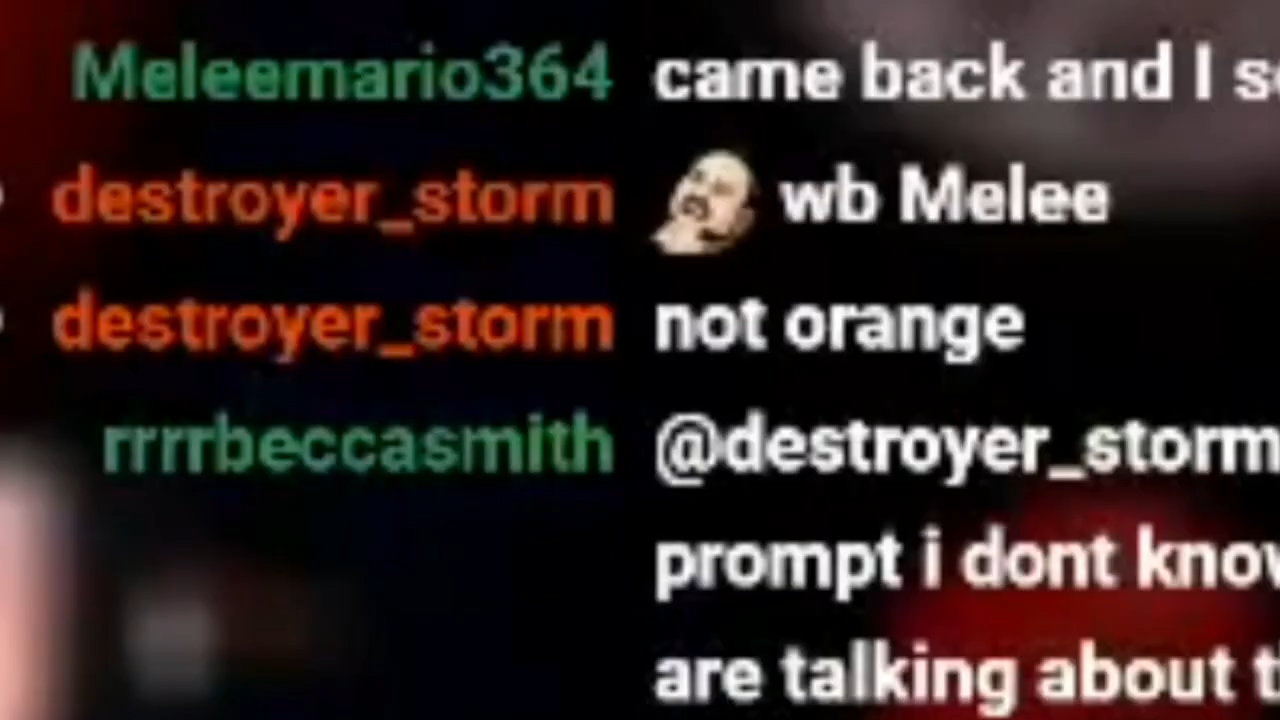 Meleemario364 came back and I
destroyer_storm wb Melee
destroyer_storm not orange
rrrrbeccasmith @destroyer_storm
prompt i dont
are talking about